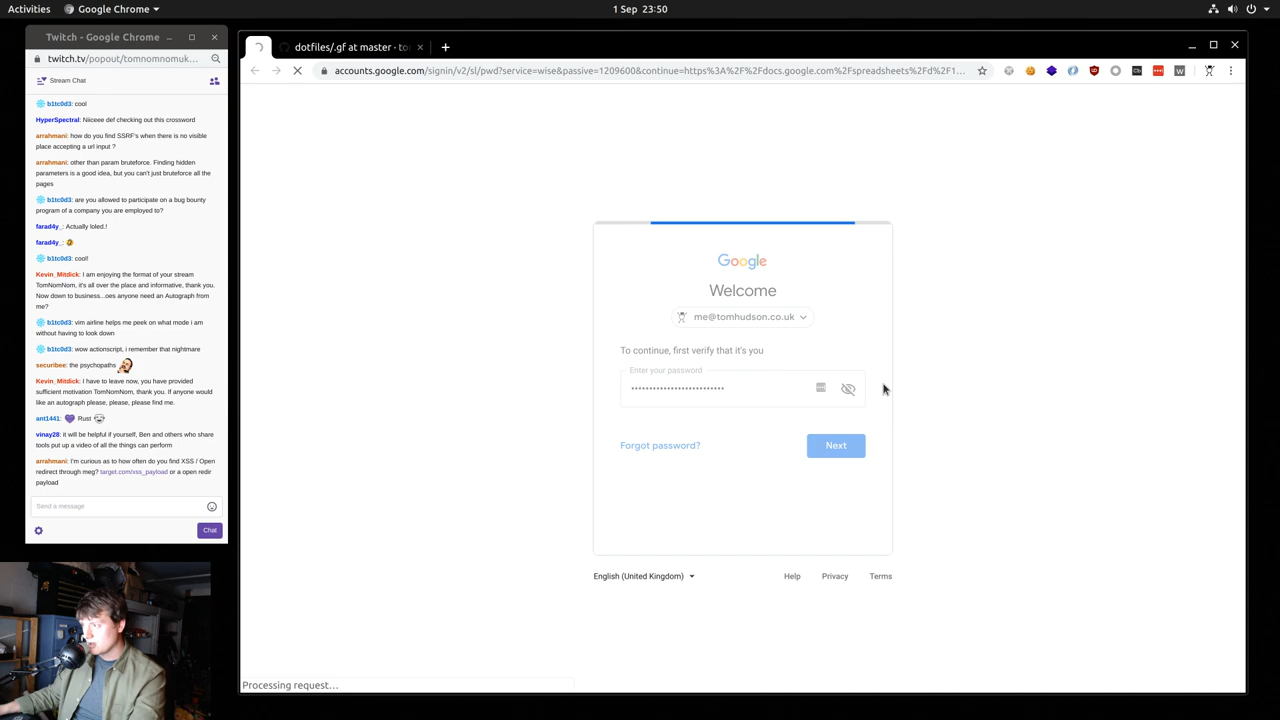 Activities
Google Chrome
1 Sep 23:50
Twitch - Google Chrome
twitch.tv/popout/tomnomnomuk...
Stream Chat
b1tc0d3: cool
HyperSpectral: Niiceee def checking out this crossword
arrahmani: how do you find SSRF's when there is no visible
place accepting a url input ?
arrahmani: other than param bruteforce. Finding hidden
parameters is a good idea, but you can't just bruteforce all the
pages
b1tc0d3: are you allowed to participate on a bug bounty
program of a company you are employed to?
farad4y_: Actually loled.!
farad4y_:
b1tc0d3: cool!
Kevin_Mitdick: I am enjoying the format of your stream
TomNomNom, it's all over the place and informative, thank you.
Now down to business...oes anyone need an Autograph from
me?
b1tc0d3: vim airline helps me peek on what mode i am
without having to look down
b1tc0d3: wow actionscript, i remember that nightmare
securibee: the psychopaths
Kevin_Mitdick: I have to leave now, you have provided
sufficient motivation TomNomNom, thank you. If anyone would
like an autograph please, please, please find me.
ant1441: Rust
vinay28: it will be helpful if yourself, Ben and others who share
tools put up a video of all the things can perform
arrahmani: I'm curious as to how often do you find XSS / Open
redirect through meg? target.com/xss_payload or a open redir
payload
Send a message
Chat
dotfiles/.gf at master · to
accounts.google.com/signin/v2/sl/pwd?service=wise&passive=1209600&continue=https%3A%2F%2Fdocs.google.com%2Fspreadsheets%2Fd%2F1...
Google
Welcome
me@tomhudson.co.uk
To continue, first verify that it's you
Enter your password
Forgot password?
Next
English (United Kingdom)
Help
Privacy
Terms
Processing request...